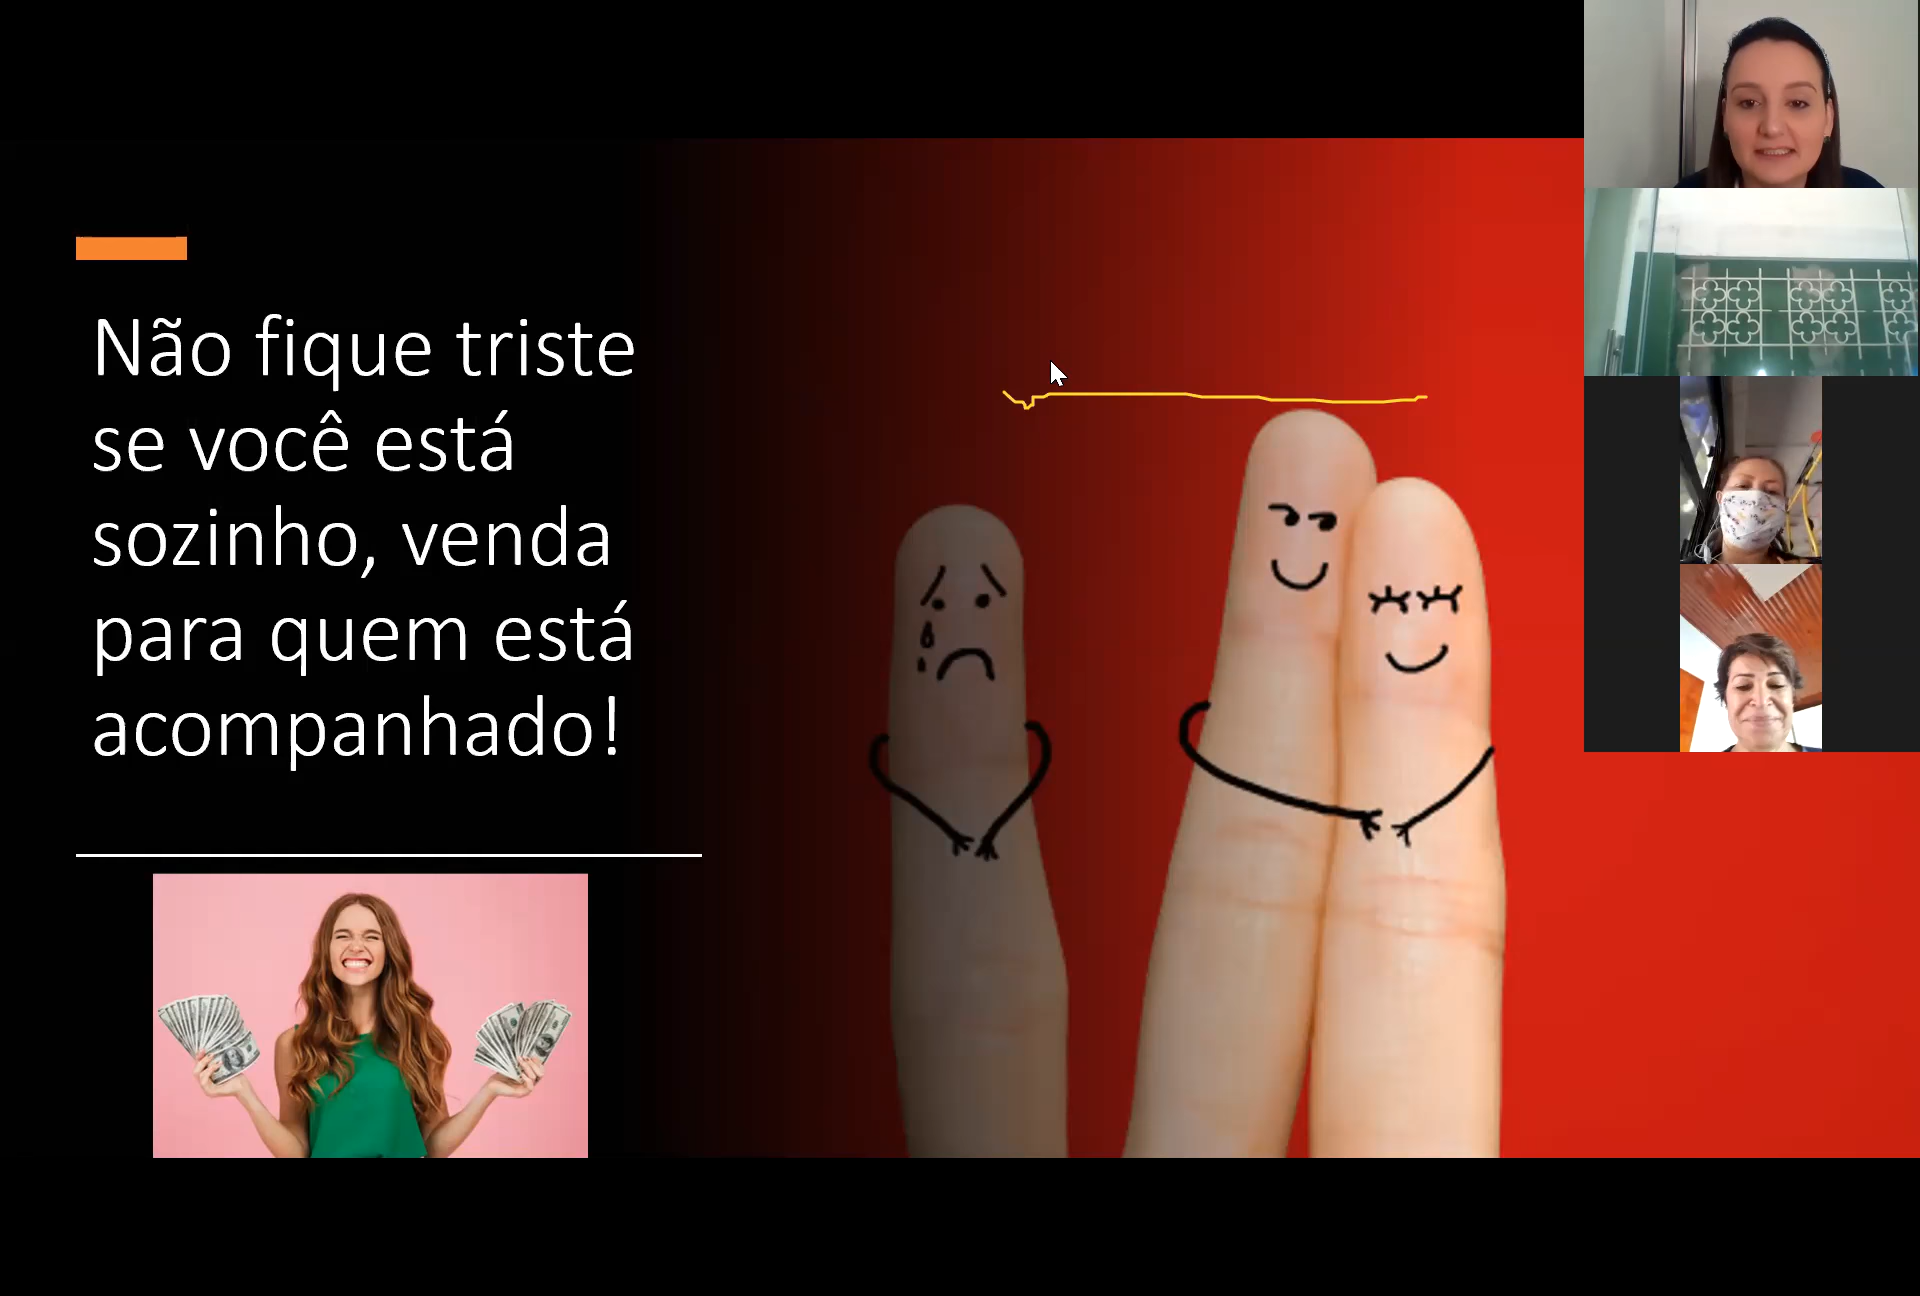 Não fique triste
se você está
sozinho, venda
para quem está
acompanhado!